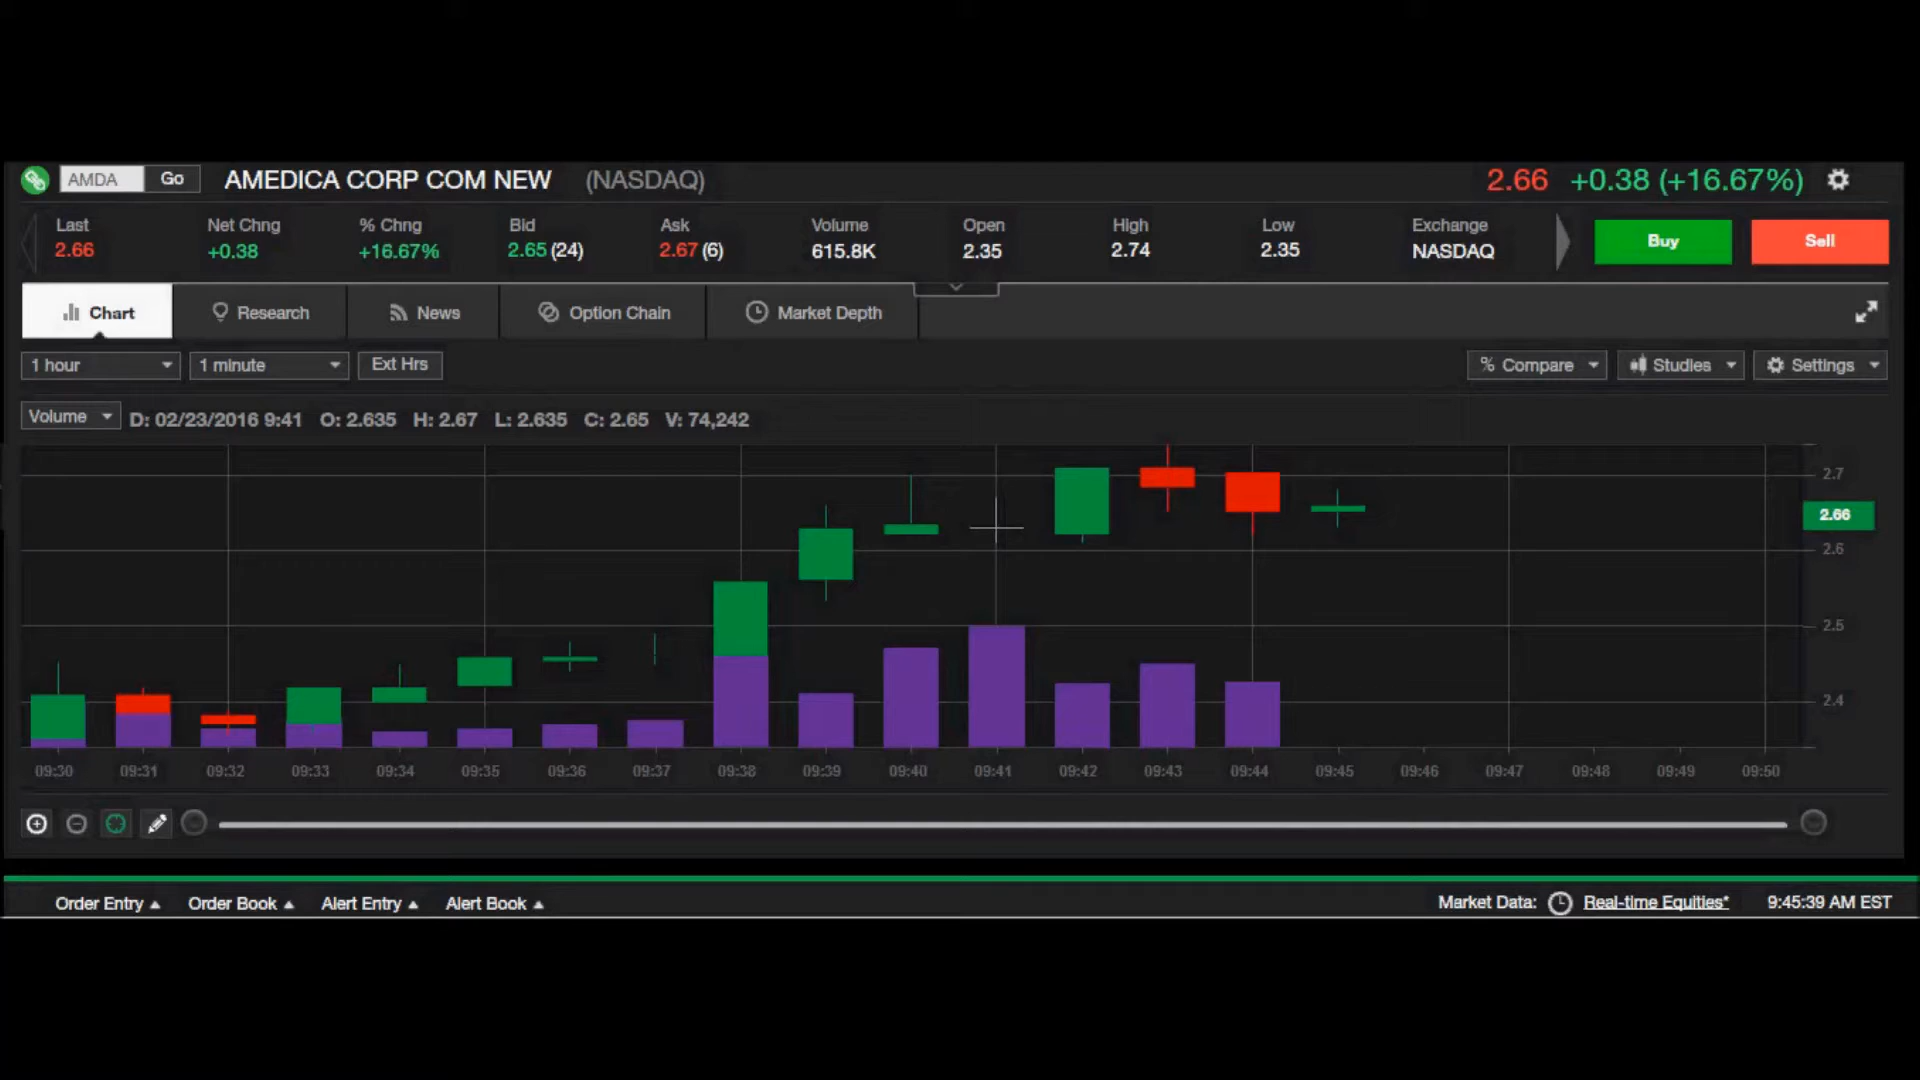 AMDA Go AMEDICA CORP COM NEW (NASDAQ) 2.66 +0.38 (+16.67%)
Last Net Chng % Chng Bid Ask Volume Open High Low Exchange
2.66 +0.38 +16.67% 2.65 (24) 2.67 (6) 615.8K 2.35 2.74 2.35 NASDAQ
Buy Sell
Chart Research News Option Chain Market Depth
1 hour 1 minute Ext Hrs % Compare Studies Settings
Volume D: 02/23/2016 9:41 O: 2.635 H: 2.67 L: 2.635 C: 2.65 V: 74,242
2.7
2.66
2.6
2.5
2.4
09:30 09:31 09:32 09:33 09:34 09:35 09:36 09:37 09:38 09:39 09:40 09:41 09:42 09:43 09:44 09:45 09:46 09:47 09:48 09:49 09:50
Order Entry Order Book Alert Entry Alert Book Market Data: Real-time Equities* 9:45:39 AM EST